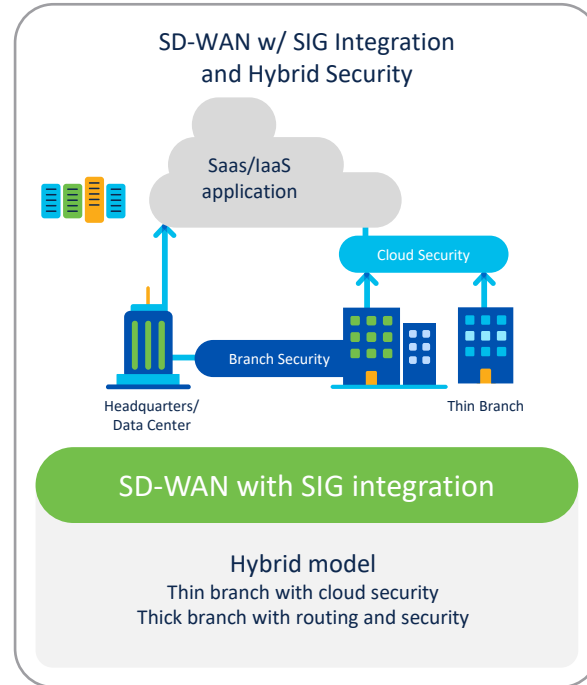 SD-WAN w/ SIG Integration
and Hybrid Security
Saas/IaaS
application
Cloud Security
Branch Security
Headquarters/
Data Center
Thin Branch
SD-WAN with SIG integration
Hybrid model
Thin branch with cloud security
Thick branch with routing and security